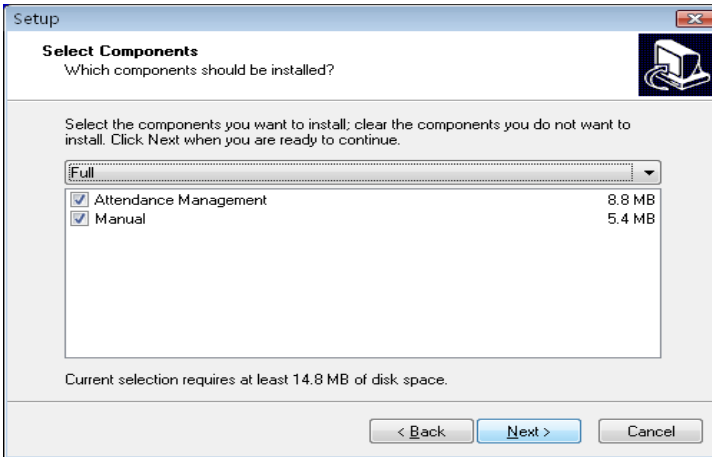 Setup
Select Components
Which components should be installed?
Select the components you want to install; clear the components you do not want to
install. Click Next when you are ready to continue.
Full
Attendance Management 8.8 MB
Manual 5.4 MB
Current selection requires at least 14.8 MB of disk space.
< Back Next > Cancel